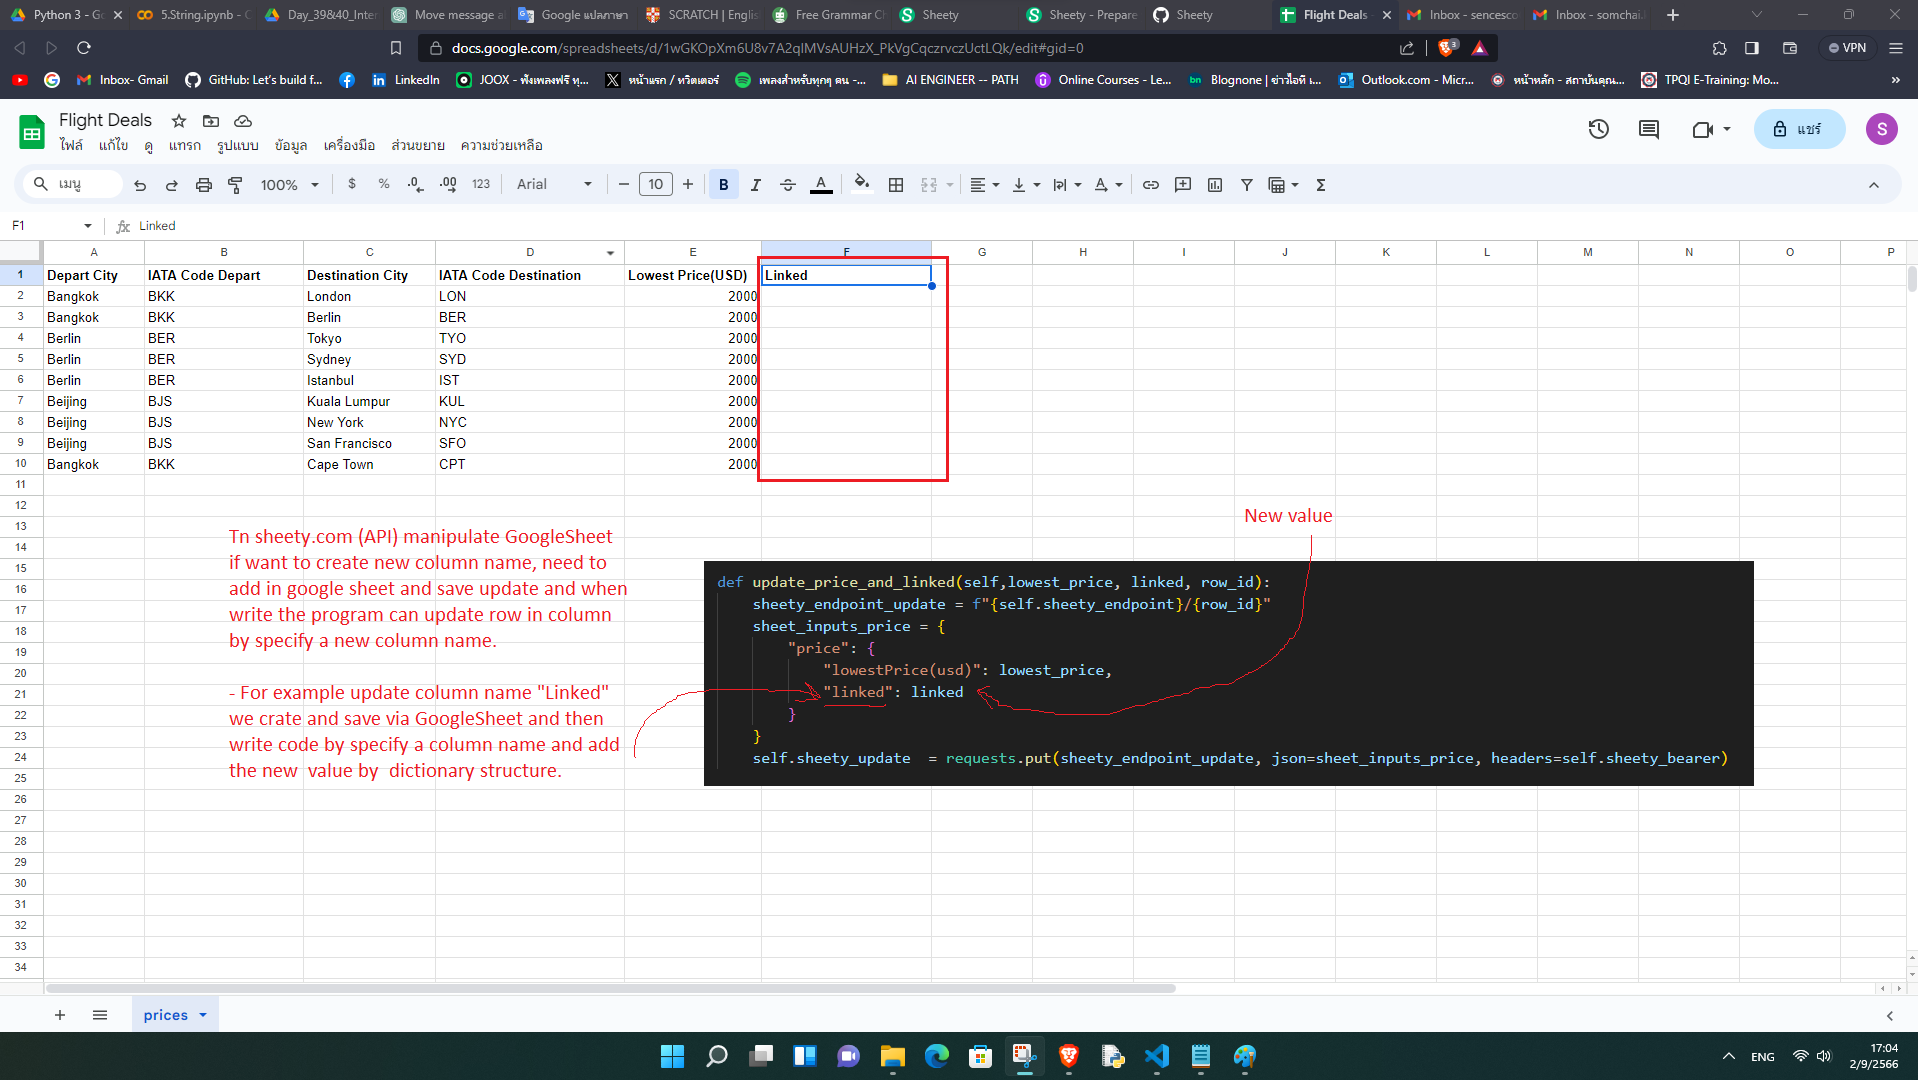 Python 3 - Go
5.String.ipynb - C
Day_39&40_Inter
Move message a
Google แปลภาษา
SCRATCH | Englis
Free Grammar Ch
Sheety
Sheety - Prepare
Sheety
Flight Deals
Inbox - sencesco
Inbox - somchai.
docs.google.com/spreadsheets/d/1wGKOpXm6U8v7A2qIMVsAUHzX_PkVgCqczrvczUctLQk/edit#gid=0
3
VPN
Inbox- Gmail
GitHub: Let's build f...
LinkedIn
JOOX - ฟังเพลงฟรี ทุ...
หน้าแรก / ทวิตเตอร์
เพลงสำหรับทุกๆ คน -...
AI ENGINEER -- PATH
Online Courses - Le...
bn
Blognone | ข่าวไอที เ...
Outlook.com - Micr...
หน้าหลัก - สถาบันคุณ...
TPQI E-Training: Mo...
»
Flight Deals
ไฟล์ แก้ไข ดู แทรก รูปแบบ ข้อมูล เครื่องมือ ส่วนขยาย ความช่วยเหลือ
แชร์
S
เมนู
100%
$ % .0 .00 123
Arial
10
B I S A
Σ
F1
fx Linked
A B C D E F G H I J K L M N O P
1 Depart City IATA Code Depart Destination City IATA Code Destination Lowest Price(USD) Linked
2 Bangkok BKK London LON 2000
3 Bangkok BKK Berlin BER 2000
4 Berlin BER Tokyo TYO 2000
5 Berlin BER Sydney SYD 2000
6 Berlin BER Istanbul IST 2000
7 Beijing BJS Kuala Lumpur KUL 2000
8 Beijing BJS New York NYC 2000
9 Beijing BJS San Francisco SFO 2000
10 Bangkok BKK Cape Town CPT 2000
11
12
13
14
15
16
17
18
19
20
21
22
23
24
25
26
27
28
29
30
31
32
33
34
Tn sheety.com (API) manipulate GoogleSheet
if want to create new column name, need to
add in google sheet and save update and when
write the program can update row in column
by specify a new column name.
- For example update column name "Linked"
we crate and save via GoogleSheet and then
write code by specify a column name and add
the new  value by  dictionary structure.
New value
def update_price_and_linked(self,lowest_price, linked, row_id):
sheety_endpoint_update = f"{self.sheety_endpoint}/{row_id}"
sheet_inputs_price = {
"price": {
"lowestPrice(usd)": lowest_price,
"linked": linked
}
}
self.sheety_update  = requests.put(sheety_endpoint_update, json=sheet_inputs_price, headers=self.sheety_bearer)
prices
ENG
17:04
2/9/2566